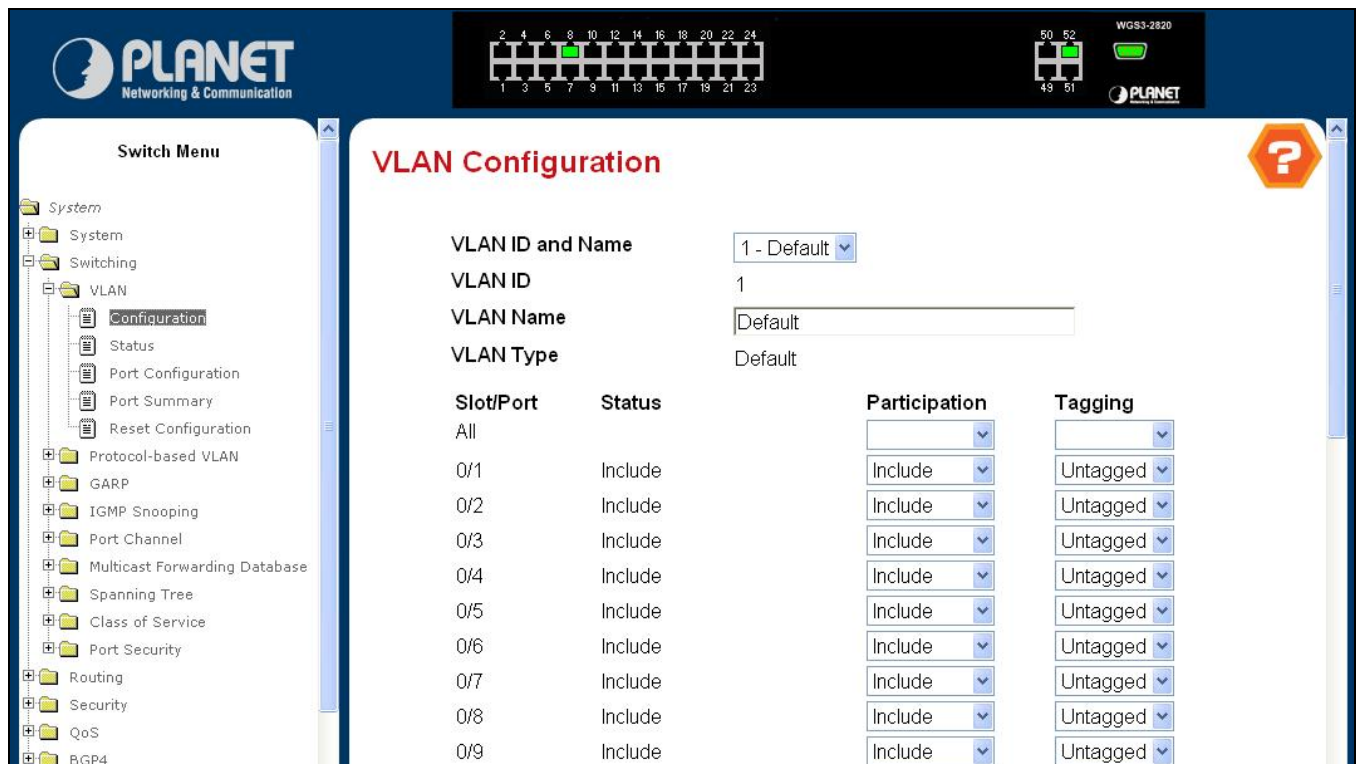 PLANET
Networking & Communication
2 4 6 8 10 12 14 16 18 20 22 24
1 3 5 7 9 11 13 15 17 19 21 23
50 52
49 51
WGS3-2820
PLANET
Switch Menu
System
System
Switching
VLAN
Configuration
Status
Port Configuration
Port Summary
Reset Configuration
Protocol-based VLAN
GARP
IGMP Snooping
Port Channel
Multicast Forwarding Database
Spanning Tree
Class of Service
Port Security
Routing
Security
QoS
BGP4
VLAN Configuration
?
VLAN ID and Name 1 - Default
VLAN ID 1
VLAN Name Default
VLAN Type Default
Slot/Port Status Participation Tagging
All
0/1 Include Include Untagged
0/2 Include Include Untagged
0/3 Include Include Untagged
0/4 Include Include Untagged
0/5 Include Include Untagged
0/6 Include Include Untagged
0/7 Include Include Untagged
0/8 Include Include Untagged
0/9 Include Include Untagged